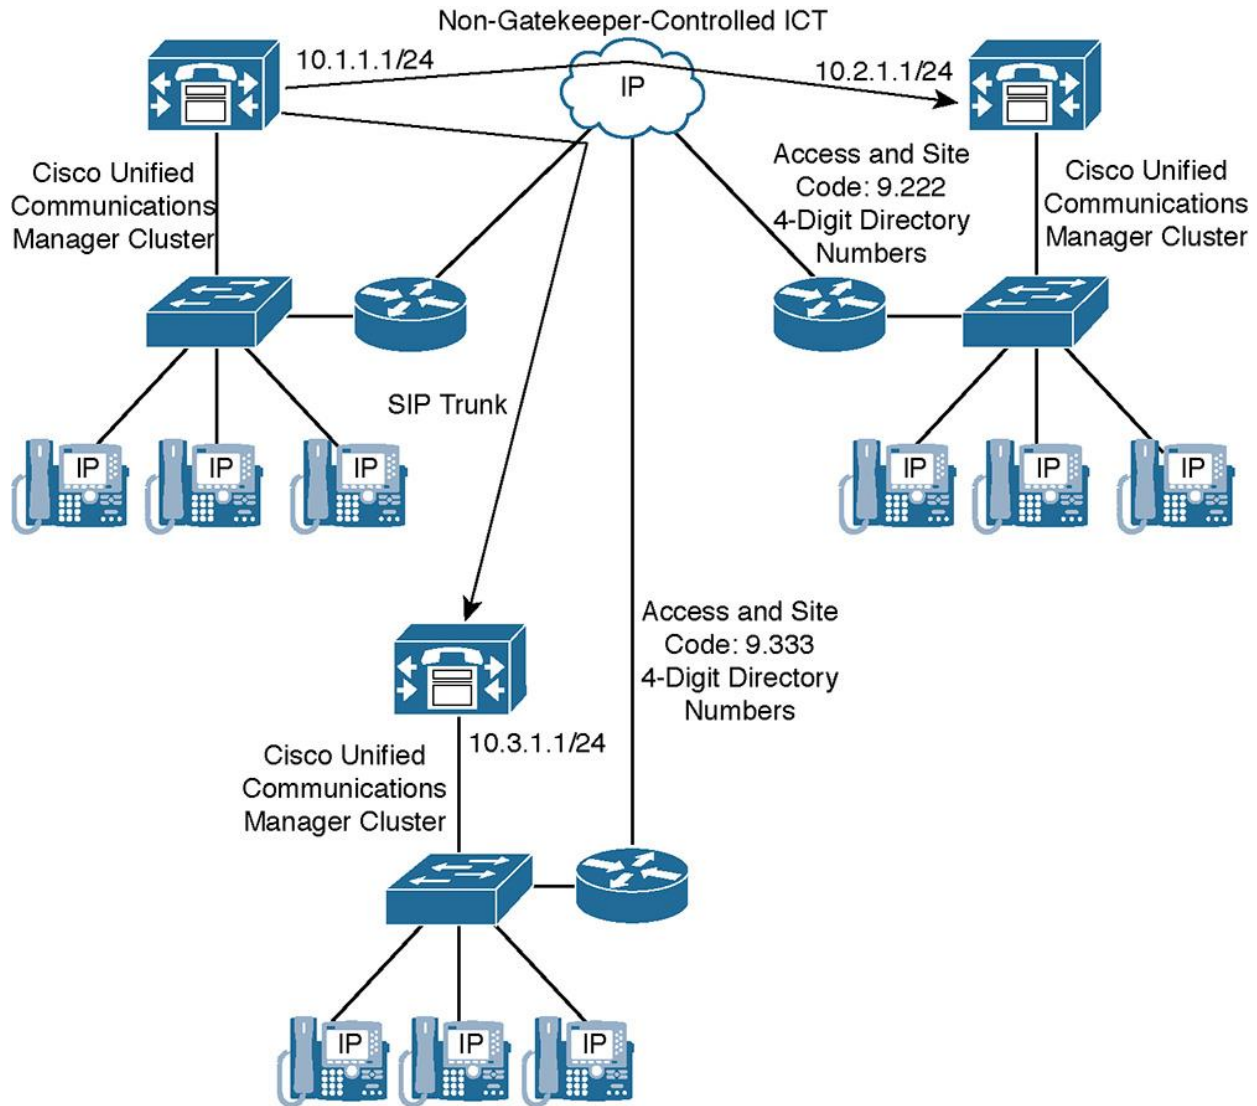 Non-Gatekeeper-Controlled ICT
10.1.1.1/24
IP
10.2.1.1/24
Cisco Unified
Communications
Manager Cluster
Access and Site
Code: 9.222
4-Digit Directory
Numbers
Cisco Unified
Communications
Manager Cluster
SIP Trunk
IP
IP
IP
IP
IP
IP
Access and Site
Code: 9.333
4-Digit Directory
Numbers
10.3.1.1/24
Cisco Unified
Communications
Manager Cluster
IP
IP
IP